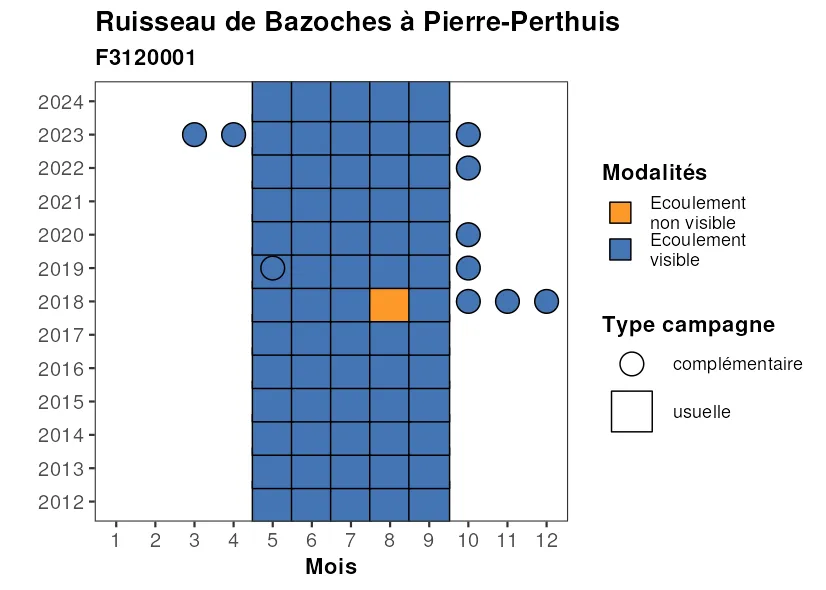 Ruisseau de Bazoches à Pierre-Perthuis
F3120001
2024
2023
2022
2021
2020
2019
2018
2017
2016
2015
2014
2013
2012
1 2 3 4 5 6 7 8 9 10 11 12
Mois
Modalités
Ecoulement
non visible
Ecoulement
visible
Type campagne
complémentaire
usuelle